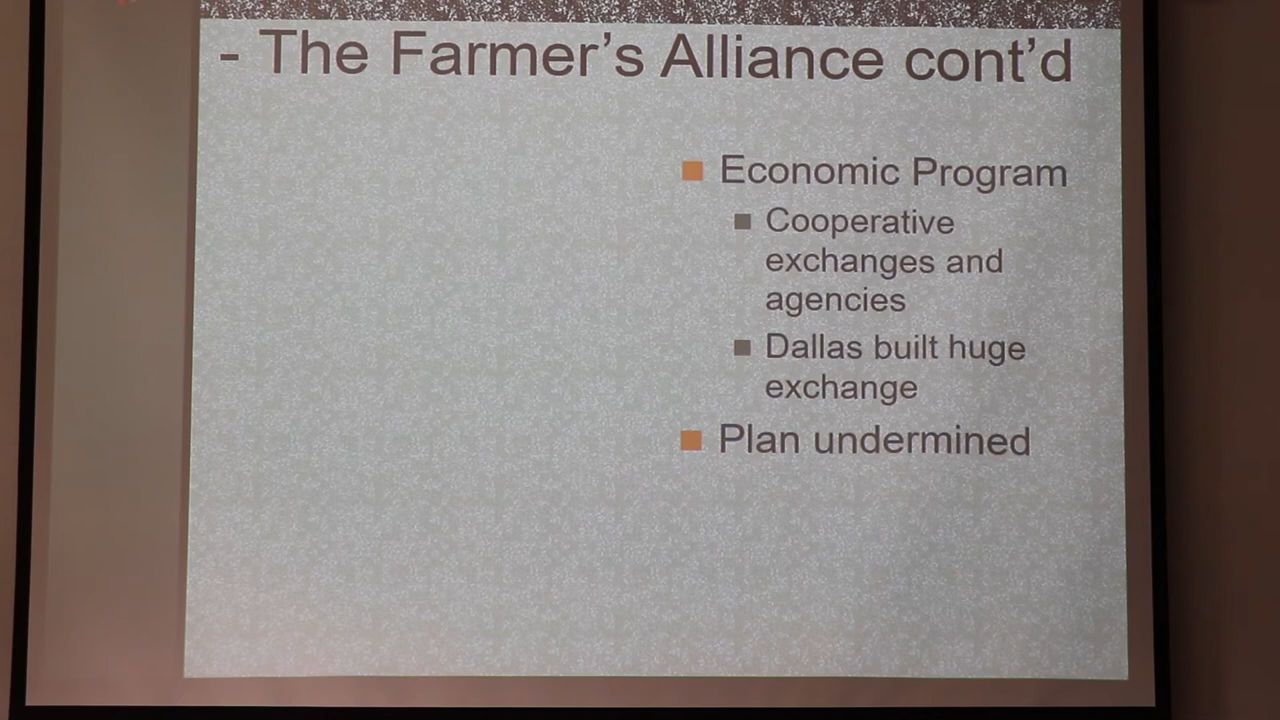 - The Farmer's Alliance cont'd
Economic Program
Cooperative
exchanges and
agencies
Dallas built huge
exchange
Plan undermined